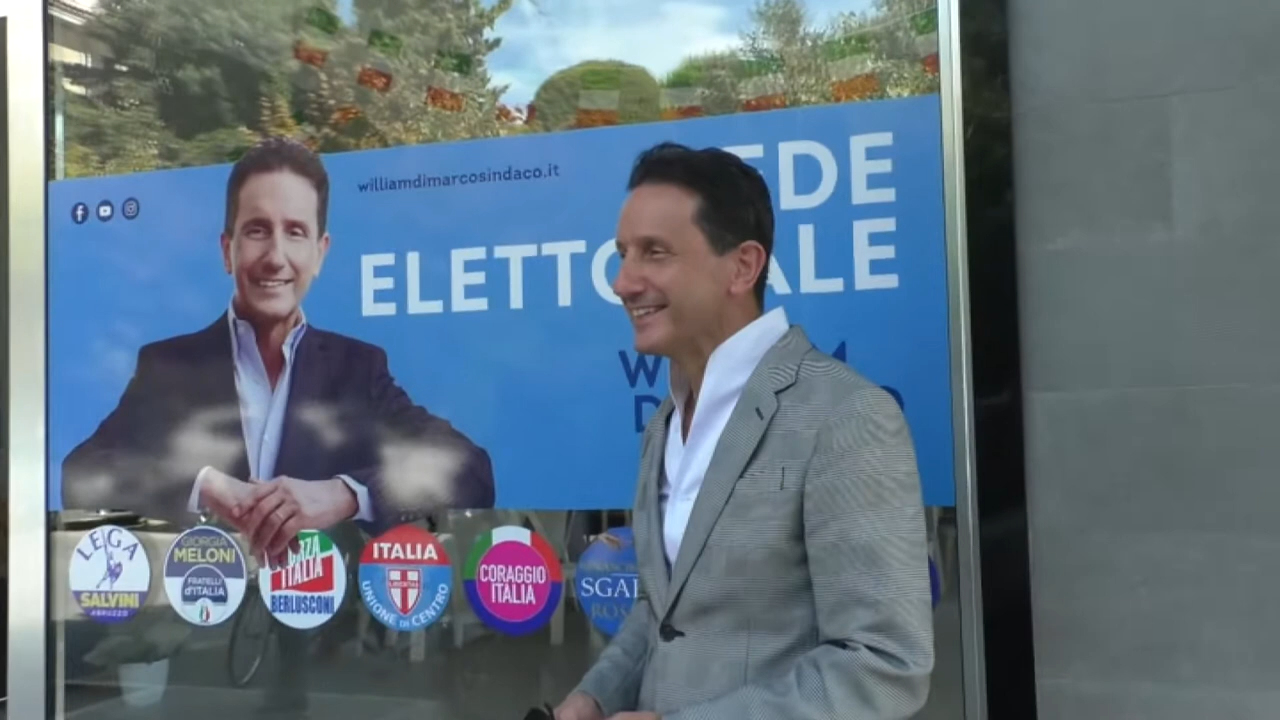 williamdimarcosindaco.it
EDE
ELETTO ALE
LEGA
SALVINI
ABRUZZO
GIORGIA
MELONI
FRATELLI
d'ITALIA
ITALIA
BERLUSCONI
ITALIA
LIBERTAS
UNIONE DI CENTRO
CORAGGIO
ITALIA